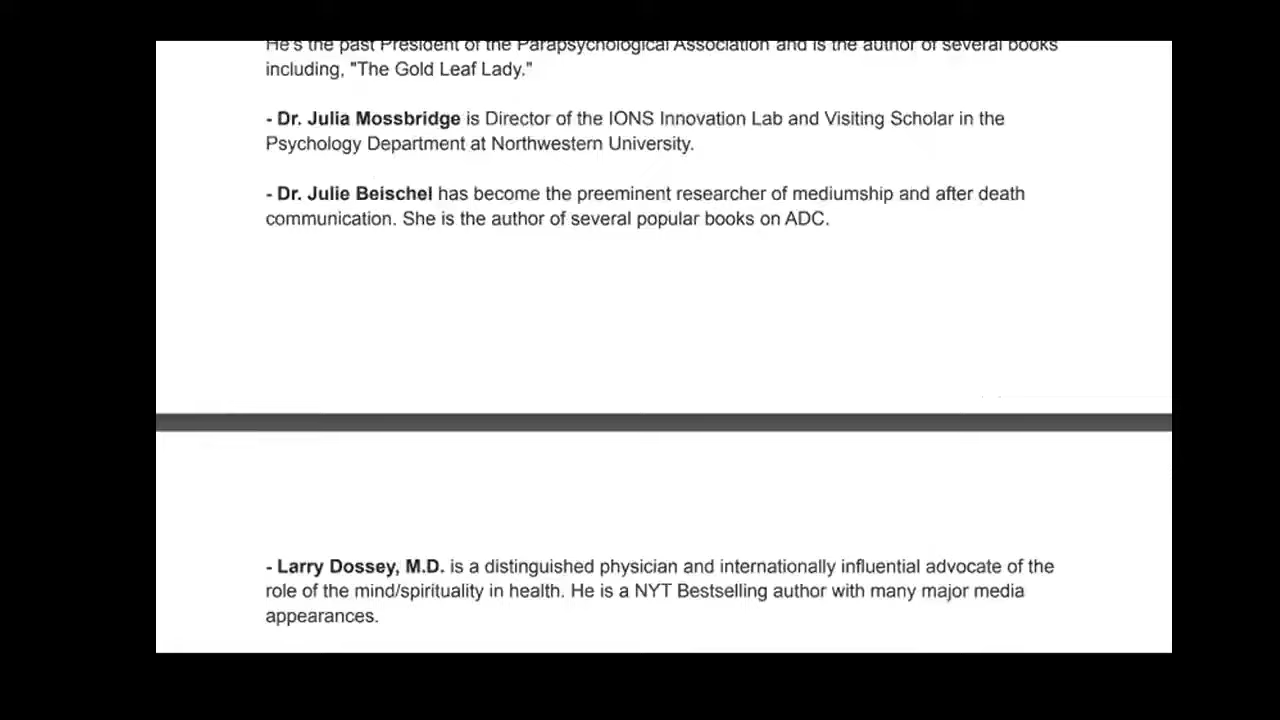 He's the past President of the Parapsychological Association and is the author of several books
including, "The Gold Leaf Lady."
- Dr. Julia Mossbridge is Director of the IONS Innovation Lab and Visiting Scholar in the
Psychology Department at Northwestern University.
- Dr. Julie Beischel has become the preeminent researcher of mediumship and after death
communication. She is the author of several popular books on ADC.
- Larry Dossey, M.D. is a distinguished physician and internationally influential advocate of the
role of the mind/spirituality in health. He is a NYT Bestselling author with many major media
appearances.